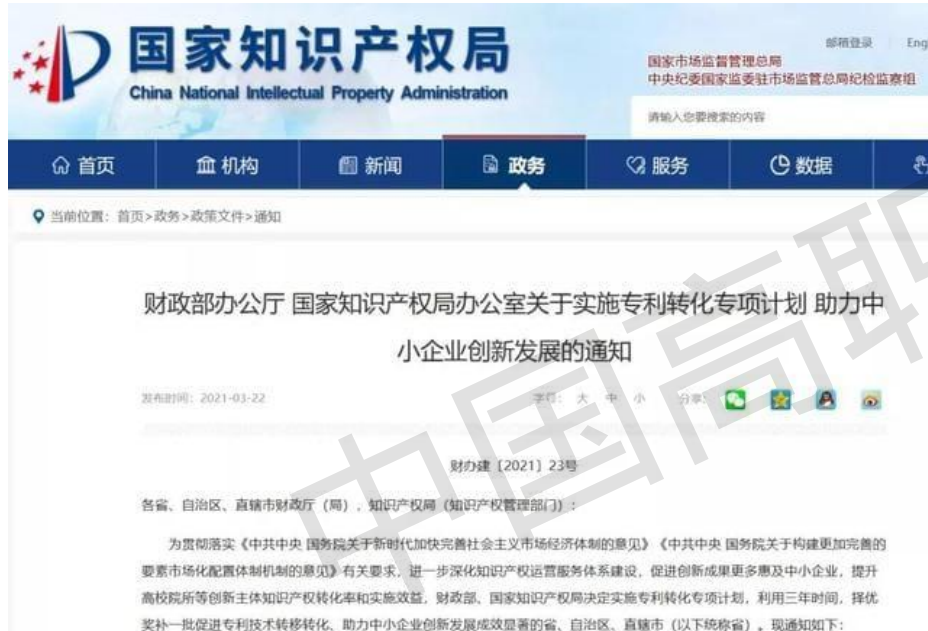 国家知识产权局
China National Intellectual Property Administration
邮箱登录 Eng
国家市场监督管理总局
中央纪委国家监委驻市场监管总局纪检监察组
请输入您要搜索的内容
首页 机构 新闻 政务 服务 数据
当前位置：首页>政务>政策文件>通知
财政部办公厅 国家知识产权局办公室关于实施专利转化专项计划 助力中
小企业创新发展的通知
发布时间：2021-03-22 字号：大 中 小 分享：
财办建〔2021〕23号
各省、自治区、直辖市财政厅（局），知识产权局（知识产权管理部门）：
为贯彻落实《中共中央 国务院关于新时代加快完善社会主义市场经济体制的意见》《中共中央 国务院关于构建更加完善的
要素市场化配置体制机制的意见》有关要求，进一步深化知识产权运营服务体系建设，促进创新成果更多惠及中小企业，提升
高校院所等创新主体知识产权转化率和实施效益，财政部、国家知识产权局决定实施专利转化专项计划，利用三年时间，择优
奖补一批促进专利技术转移转化、助力中小企业创新发展成效显著的省、自治区、直辖市（以下统称省）。现通知如下：
中国高职